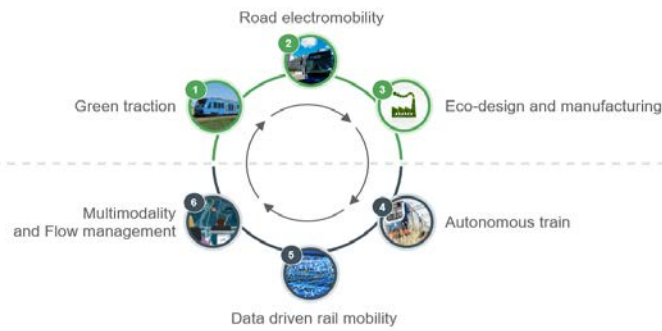 Road electromobility
2
1
3
Green traction
Eco-design and manufacturing
6
4
Multimodality
and Flow management
Autonomous train
5
Data driven rail mobility